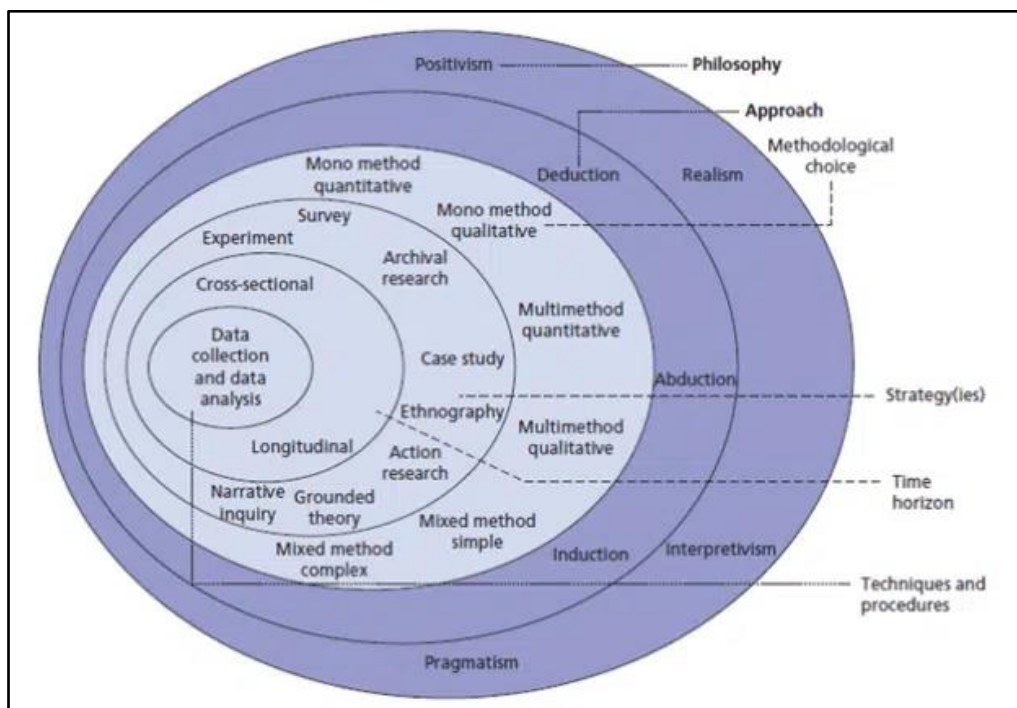 Positivism
Philosophy
Approach
Methodological
choice
Mono method
quantitative
Deduction
Realism
Survey
Mono method
qualitative
Experiment
Archival
research
Cross-sectional
Multimethod
quantitative
Data
collection
and data
analysis
Case study
Abduction
Strategy(ies)
Ethnography
Multimethod
qualitative
Longitudinal
Action
research
Time
horizon
Narrative
inquiry
Grounded
theory
Mixed method
simple
Mixed method
complex
Induction
Interpretivism
Techniques and
procedures
Pragmatism